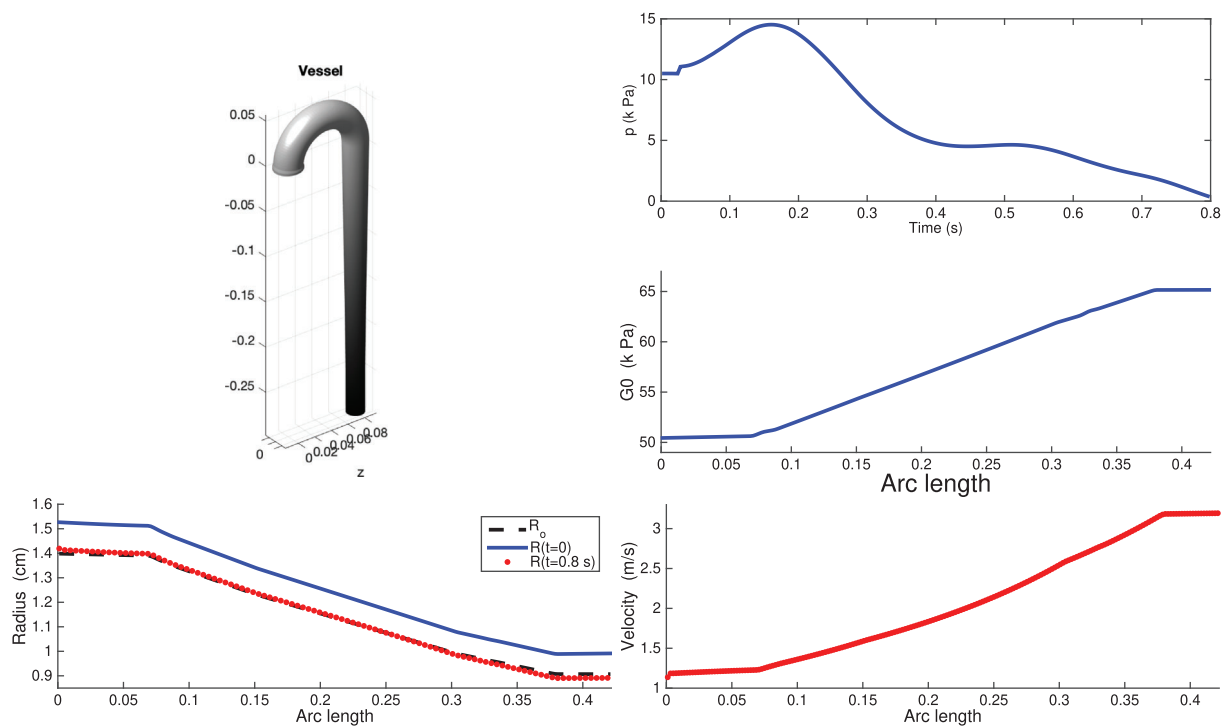 Vessel
0.05
0
-0.05
-0.1
-0.15
-0.2
-0.25
0
0
0.02
0.04
0.06
0.08
z
15
10
5
0
p (k Pa)
0 0.1 0.2 0.3 0.4 0.5 0.6 0.7 0.8
Time (s)
65
60
55
50
G0 (k Pa)
0 0.05 0.1 0.15 0.2 0.25 0.3 0.35 0.4
Arc length
1.6
1.5
1.4
1.3
1.2
1.1
1
0.9
Radius (cm)
Ro
R(t=0)
R(t=0.8 s)
0 0.05 0.1 0.15 0.2 0.25 0.3 0.35 0.4
Arc length
3
2.5
2
1.5
1
Velocity (m/s)
0 0.05 0.1 0.15 0.2 0.25 0.3 0.35 0.4
Arc length